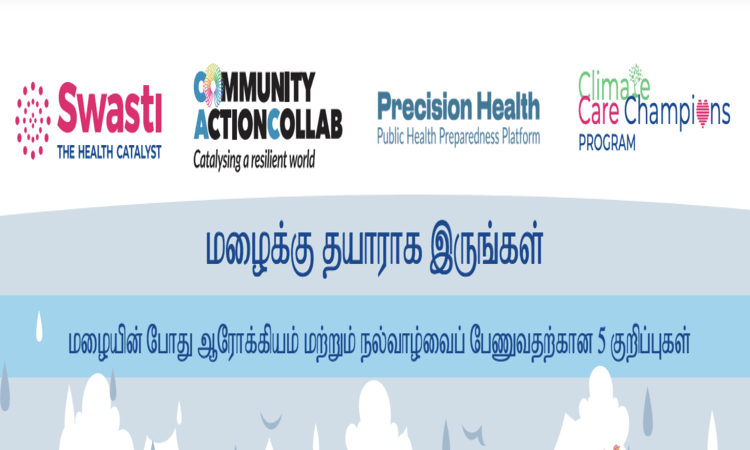 Swasti
THE HEALTH CATALYST
COMMUNITY
ACTIONCOLLAB
Catalysing a resilient world
Precision Health
Public Health Preparedness Platform
Climate
Care Champions
PROGRAM
மழைக்கு தயாராக இருங்கள்
மழையின் போது ஆரோக்கியம் மற்றும் நல்வாழ்வைப் பேணுவதற்கான 5 குறிப்புகள்